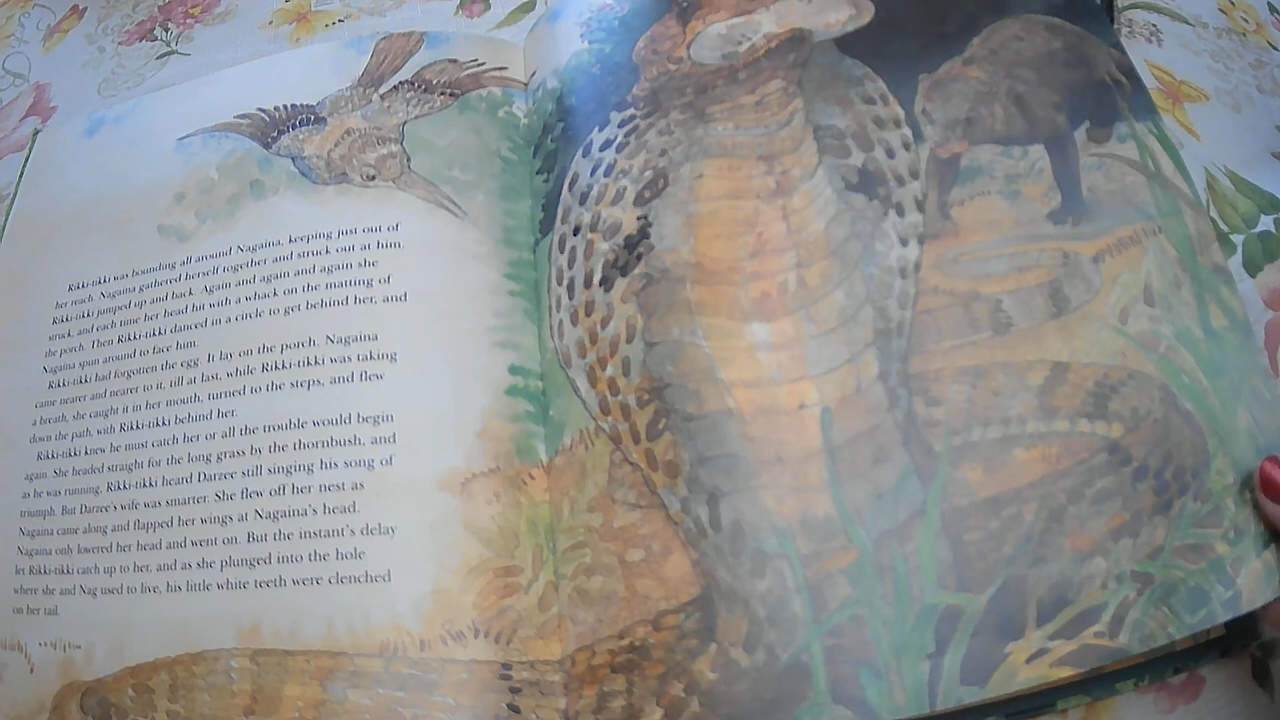 Rikki-tikki was bounding all around Nagaina, keeping just out of
her reach. Nagaina gathered herself together and struck out at him.
Rikki-tikki jumped up and back. Again and again and again she
struck, and each time her head hit with a whack on the matting of
the porch. Then Rikki-tikki danced in a circle to get behind her, and
Nagaina spun around to face him.
Rikki-tikki had forgotten the egg. It lay on the porch. Nagaina
came nearer and nearer to it, till at last, while Rikki-tikki was taking
a breath, she caught it in her mouth, turned to the steps, and flew
down the path, with Rikki-tikki behind her.
Rikki-tikki knew he must catch her or all the trouble would begin
again. She headed straight for the long grass by the thornbush, and
as he was running, Rikki-tikki heard Darzee still singing his song of
triumph. But Darzee's wife was smarter. She flew off her nest as
Nagaina came along and flapped her wings at Nagaina's head.
Nagaina only lowered her head and went on. But the instant's delay
let Rikki-tikki catch up to her, and as she plunged into the hole
where she and Nag used to live, his little white teeth were clenched
on her tail.